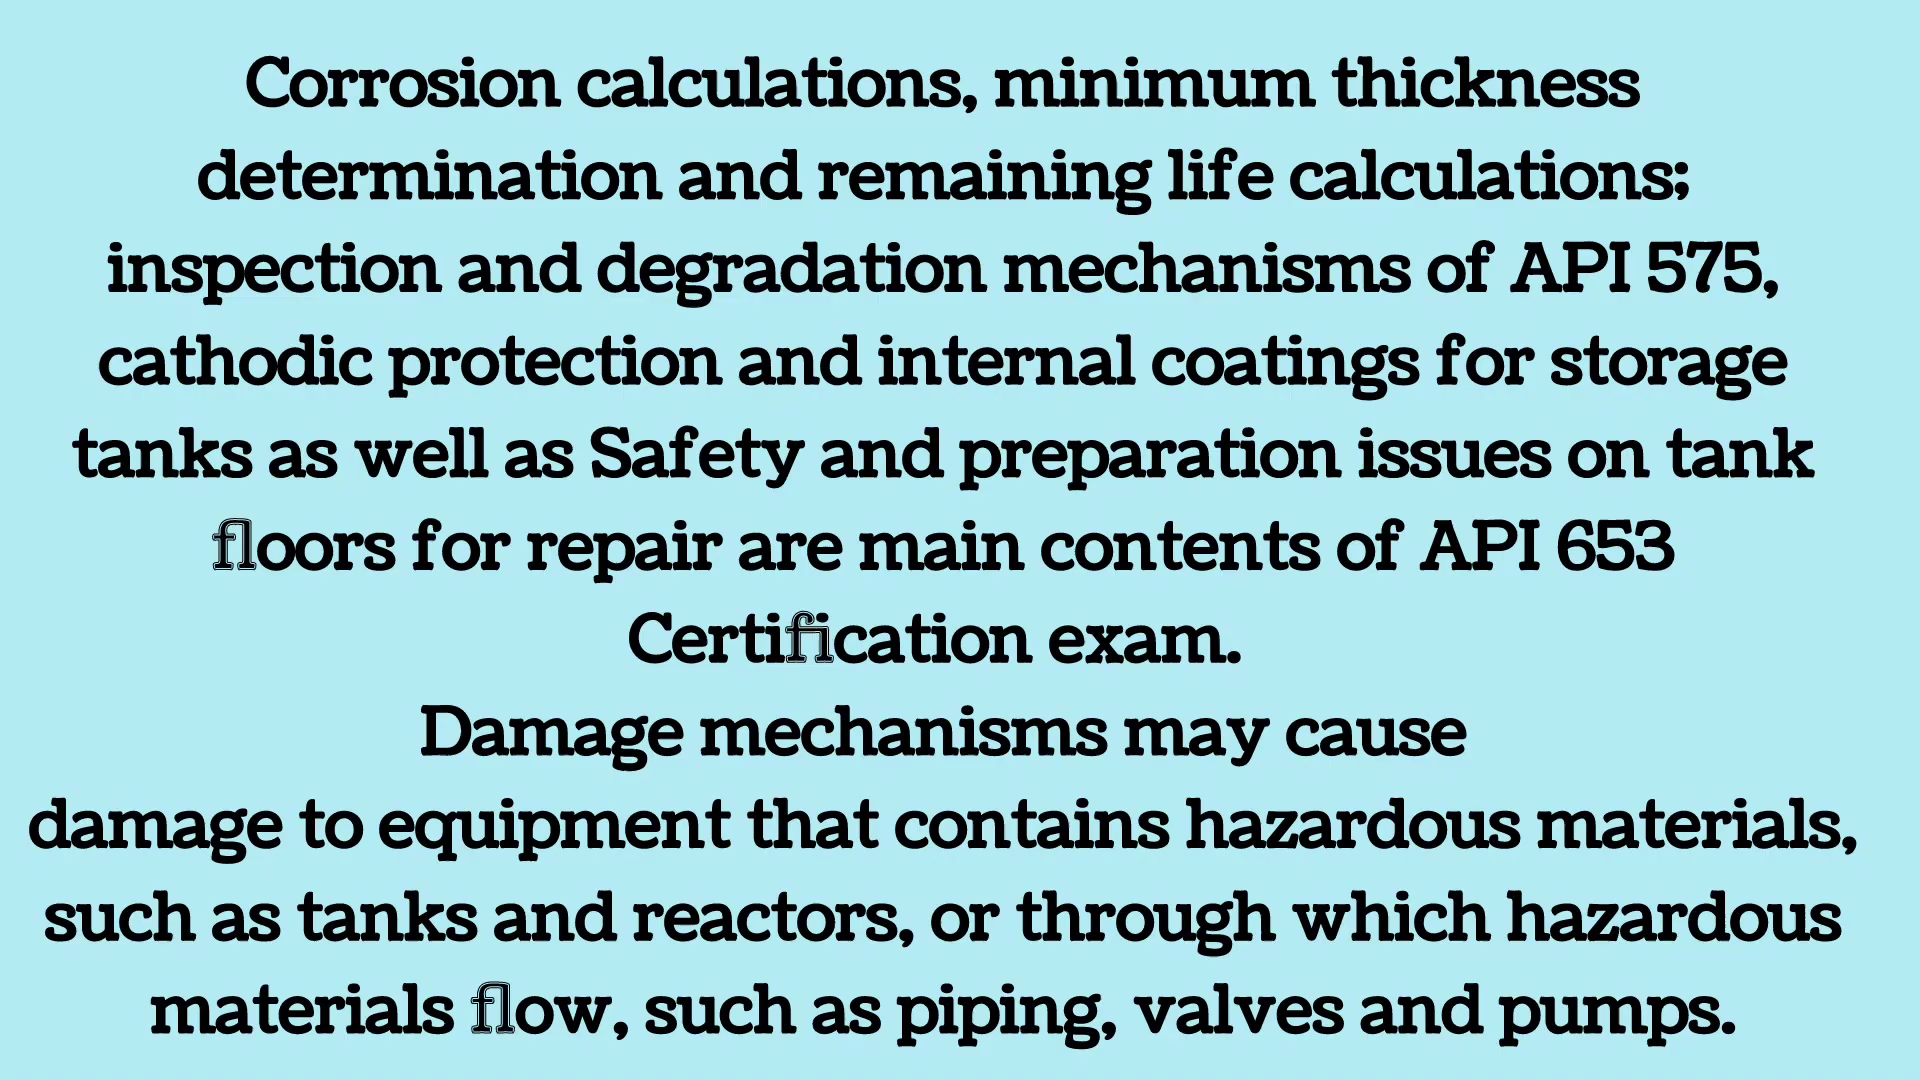 Corrosion calculations, minimum thickness
determination and remaining life calculations;
inspection and degradation mechanisms of API 575,
cathodic protection and internal coatings for storage
tanks as well as Safety and preparation issues on tank
floors for repair are main contents of API 653
Certification exam.
Damage mechanisms may cause
damage to equipment that contains hazardous materials,
such as tanks and reactors, or through which hazardous
materials flow, such as piping, valves and pumps.